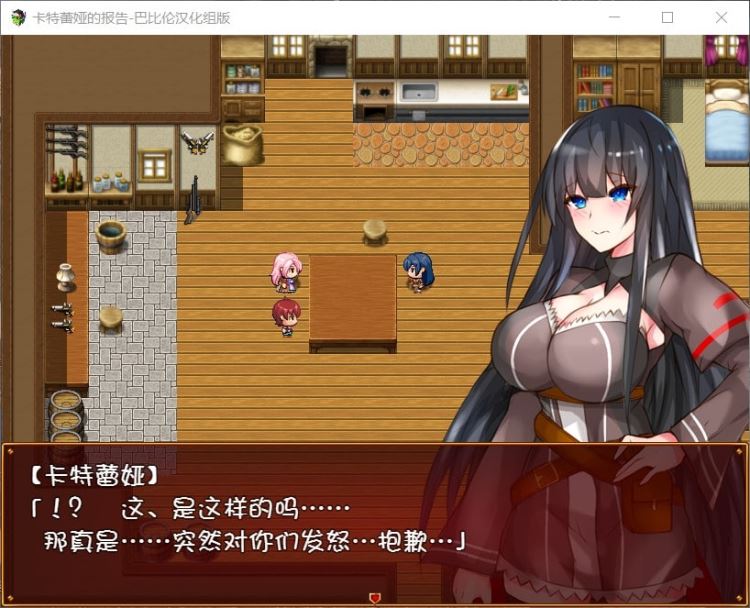 卡特蕾娅的报告-巴比伦汉化组版
【卡特蕾娅】
「！？　这、是这样的吗……
那真是……突然对你们发怒…抱歉…」